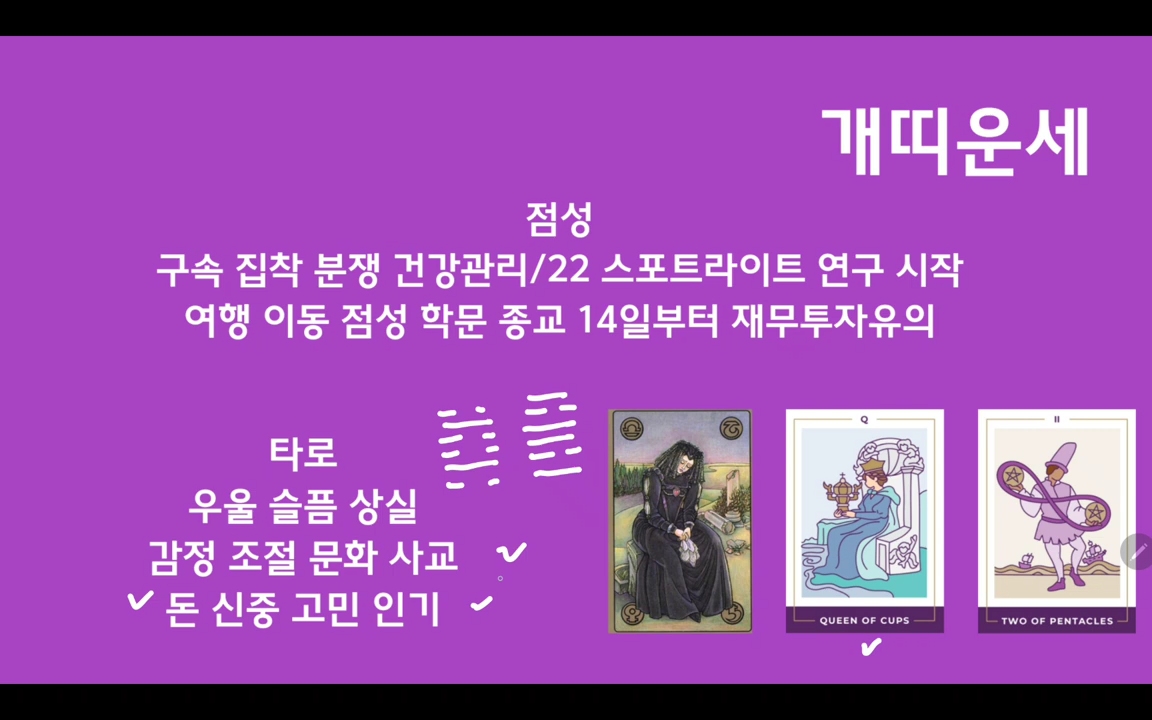 개띠운세
점성
구속 집착 분쟁 건강관리/22 스포트라이트 연구 시작
여행 이동 점성 학문 종교 14일부터 재무투자유의
타로
우울 슬픔 상실
감정 조절 문화 사교
돈 신중 고민 인기
Q
QUEEN OF CUPS
II
TWO OF PENTACLES